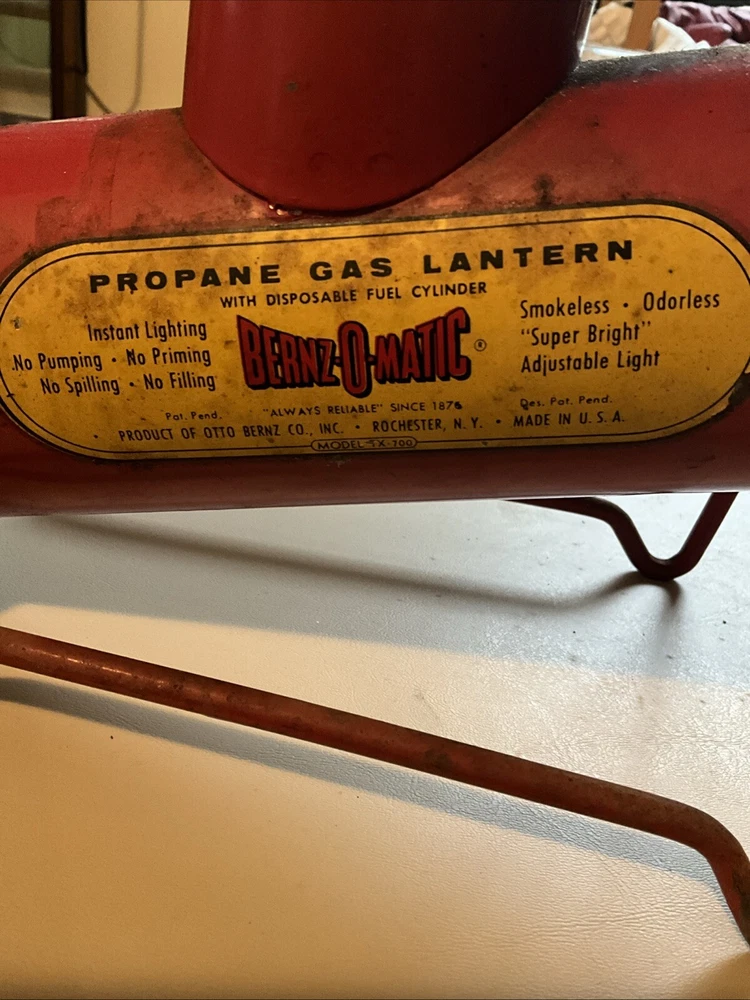 PROPANE GAS LANTERN
WITH DISPOSABLE FUEL CYLINDER
Instant Lighting
No Pumping • No Priming
No Spilling • No Filling
BERNZ-O-MATIC®
Smokeless • Odorless
"Super Bright"
Adjustable Light
Pat. Pend.
"ALWAYS RELIABLE" SINCE 1876
Des. Pat. Pend.
• PRODUCT OF OTTO BERNZ CO., INC. • ROCHESTER, N. Y. • MADE IN U. S. A.
MODEL TX-700